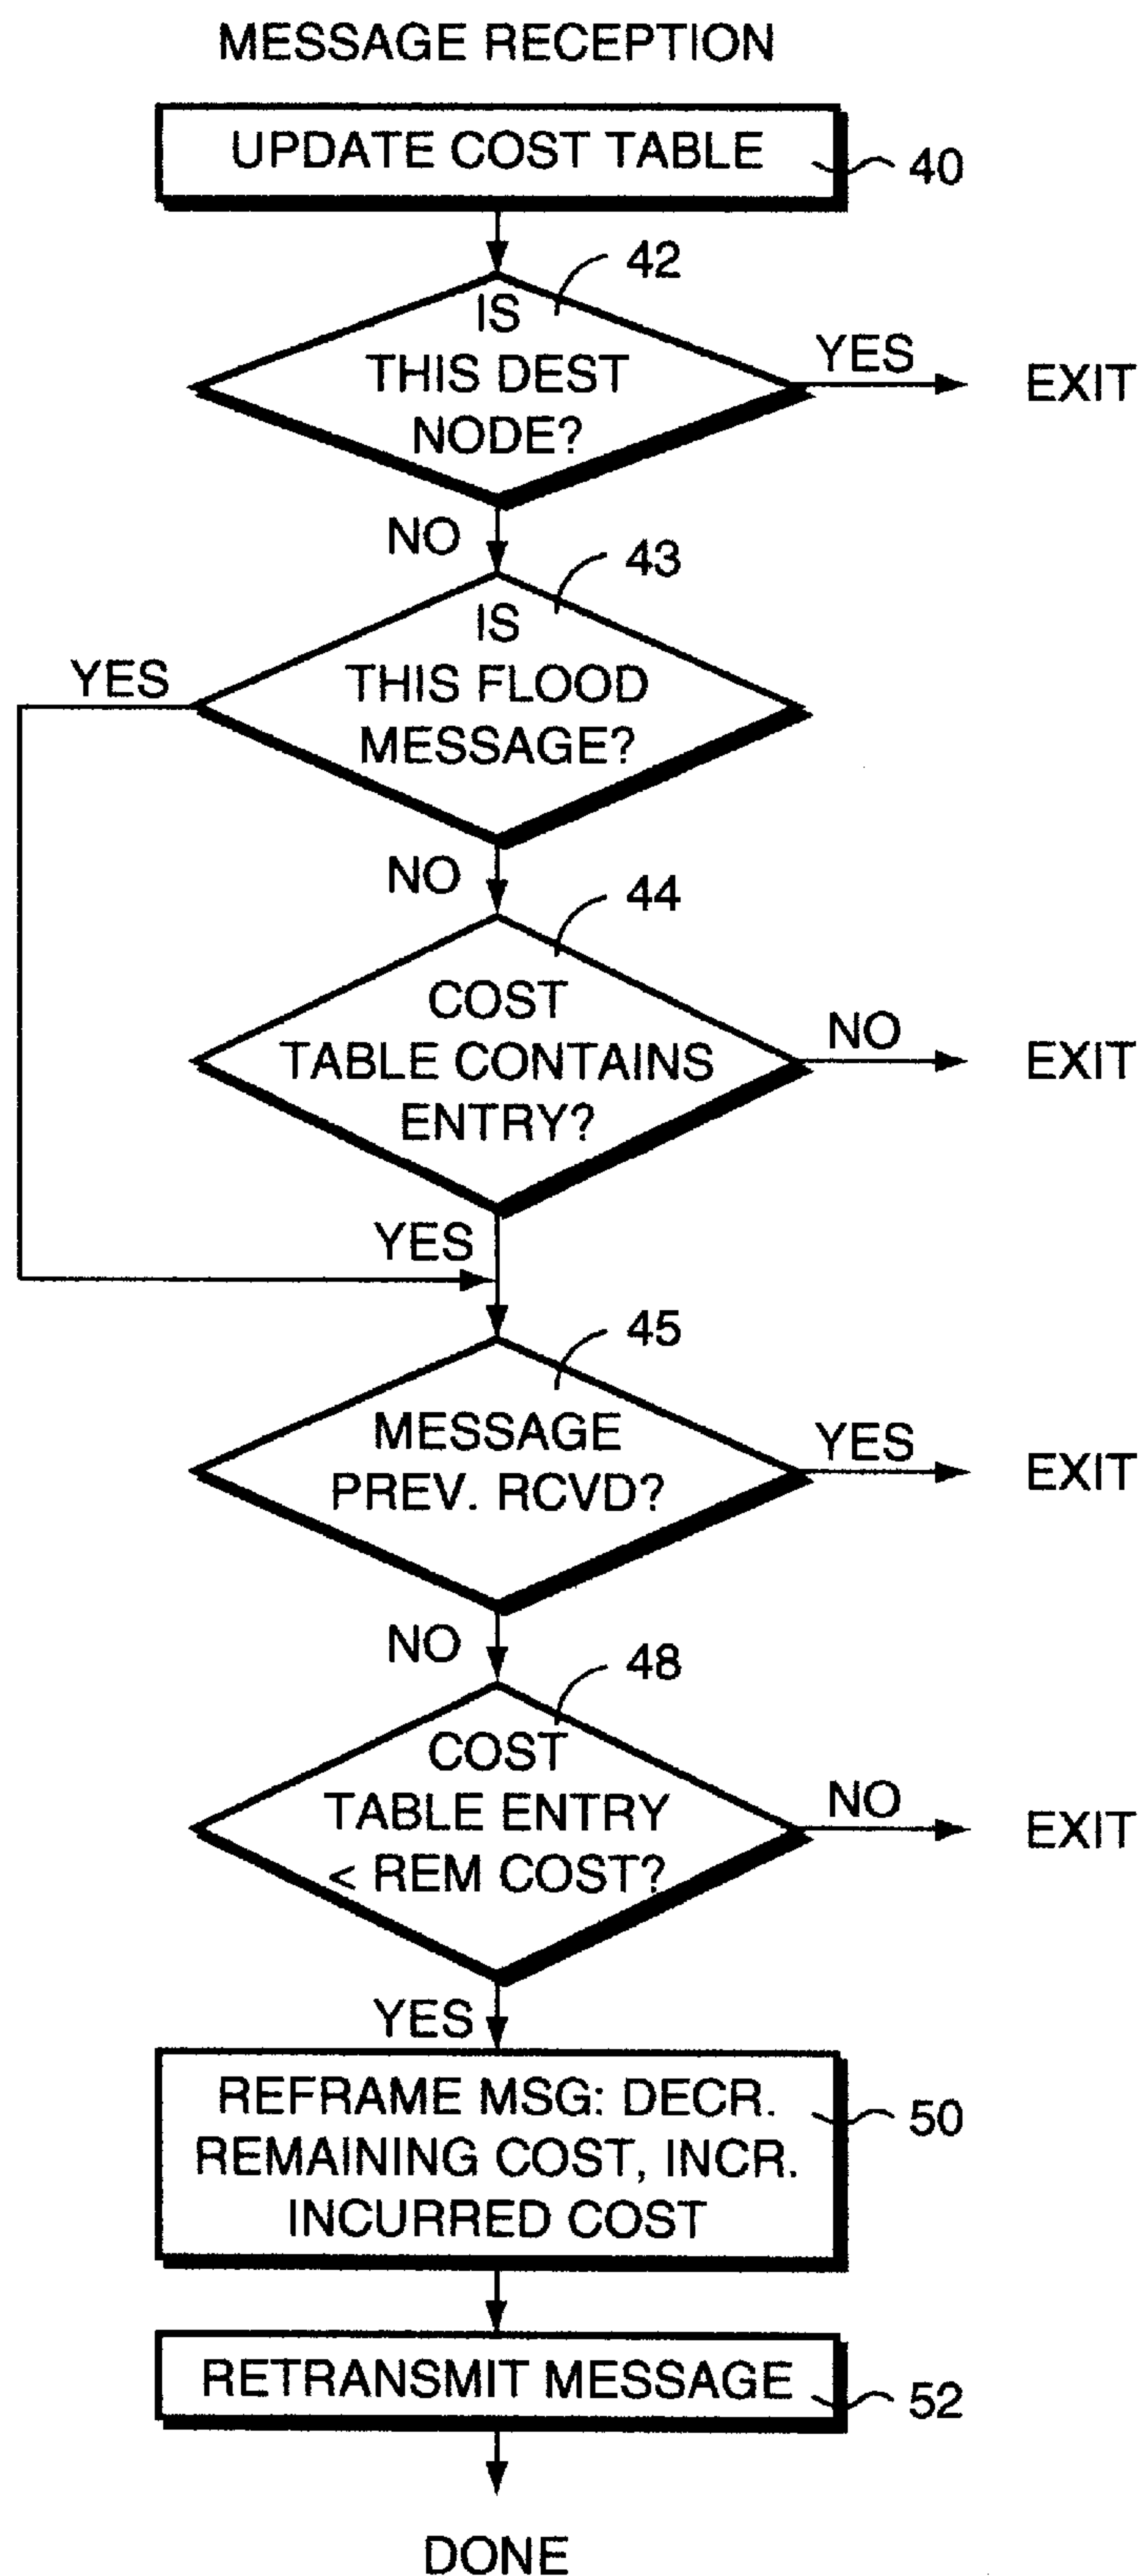 MESSAGE RECEPTION
UPDATE COST TABLE
40
42
IS
THIS DEST
NODE?
YES
EXIT
NO
43
IS
THIS FLOOD
MESSAGE?
YES
NO
44
COST
TABLE CONTAINS
ENTRY?
NO
EXIT
YES
45
MESSAGE
PREV. RCVD?
YES
EXIT
NO
48
COST
TABLE ENTRY
< REM COST?
NO
EXIT
YES
REFRAME MSG: DECR.
REMAINING COST, INCR.
INCURRED COST
50
RETRANSMIT MESSAGE
52
DONE